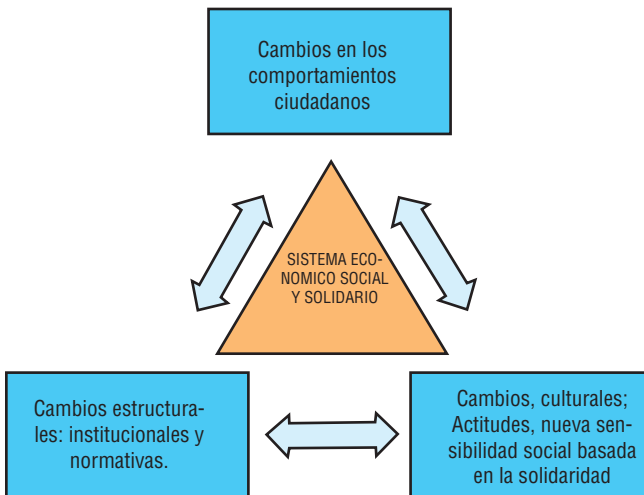 Cambios en los
comportamientos
ciudadanos
SISTEMA ECO-
NOMICO SOCIAL
Y SOLIDARIO
Cambios estructura-
les: institucionales y
normativas.
Cambios, culturales;
Actitudes, nueva sen-
sibilidad social basada
en la solidaridad